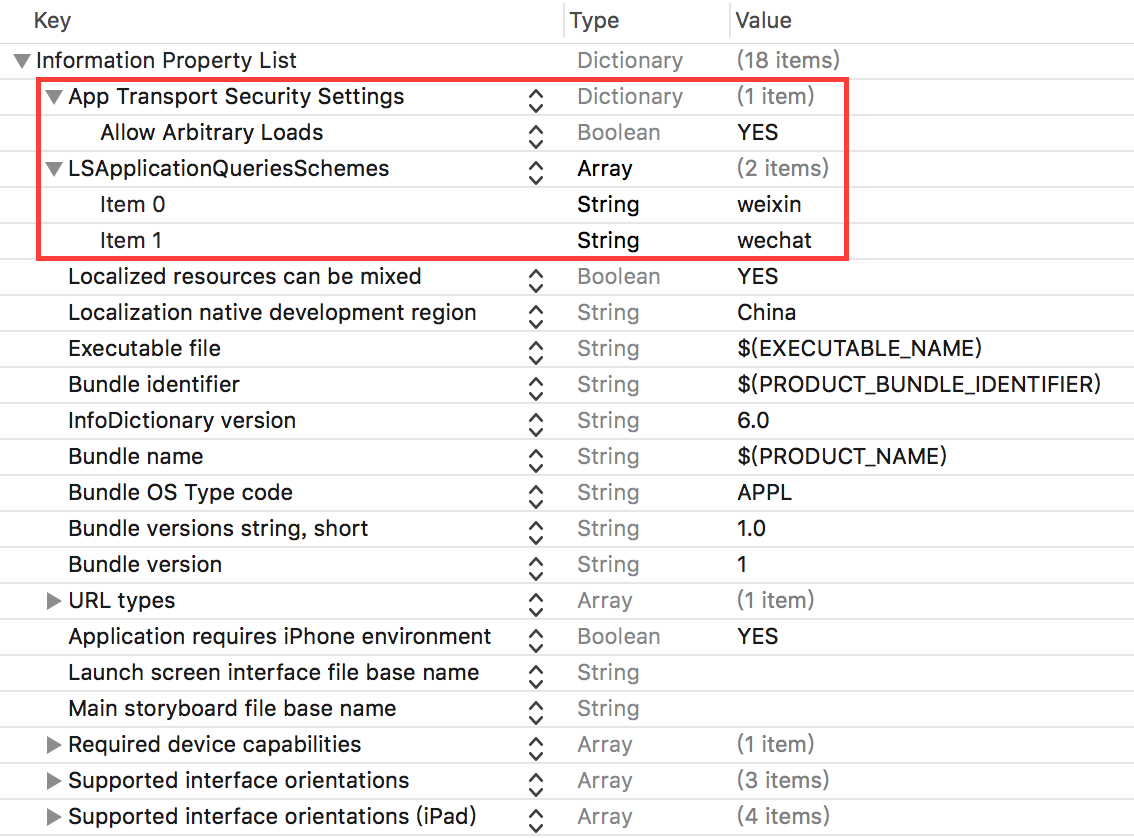 Key Type Value
Information Property List Dictionary (18 items)
App Transport Security Settings Dictionary (1 item)
Allow Arbitrary Loads Boolean YES
LSApplicationQueriesSchemes Array (2 items)
Item 0 String weixin
Item 1 String wechat
Localized resources can be mixed Boolean YES
Localization native development region String China
Executable file String $(EXECUTABLE_NAME)
Bundle identifier String $(PRODUCT_BUNDLE_IDENTIFIER)
InfoDictionary version String 6.0
Bundle name String $(PRODUCT_NAME)
Bundle OS Type code String APPL
Bundle versions string, short String 1.0
Bundle version String 1
URL types Array (1 item)
Application requires iPhone environment Boolean YES
Launch screen interface file base name String
Main storyboard file base name String
Required device capabilities Array (1 item)
Supported interface orientations Array (3 items)
Supported interface orientations (iPad) Array (4 items)